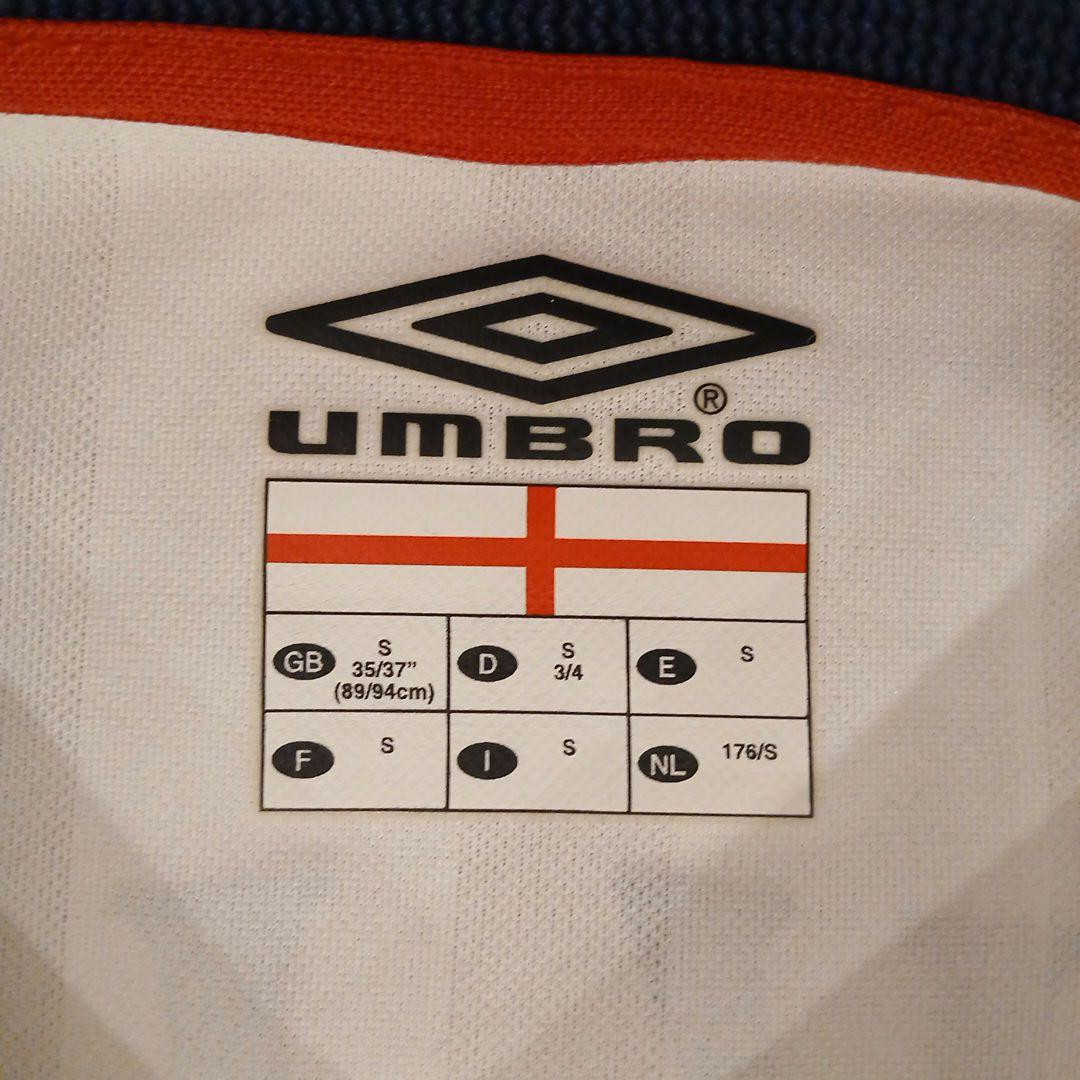 ®
UMBRO
GB S
35/37”
(89/94cm)
D S
3/4
E S
F S
I S
NL 176/S